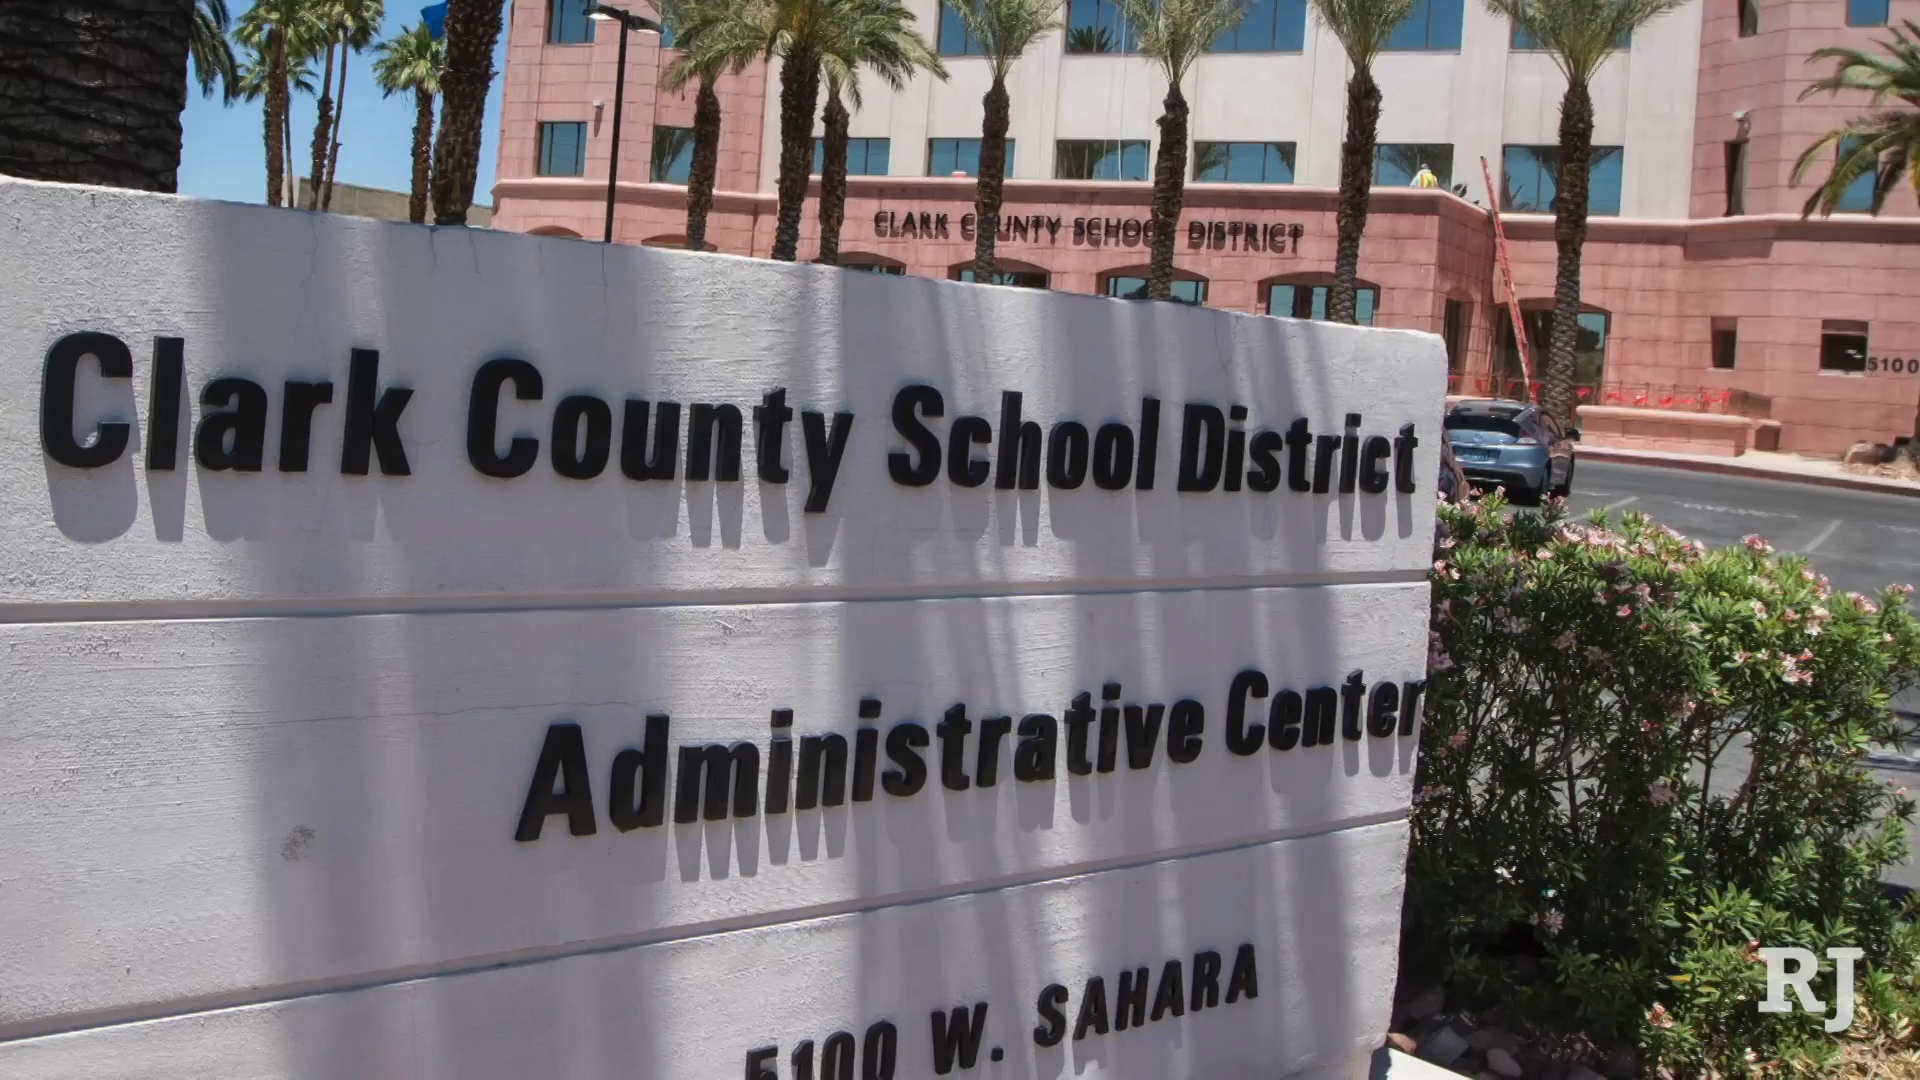 CLARK COUNTY SCHOOL DISTRICT
5100
Clark County School District
Administrative Center
5100 W. SAHARA
RJ